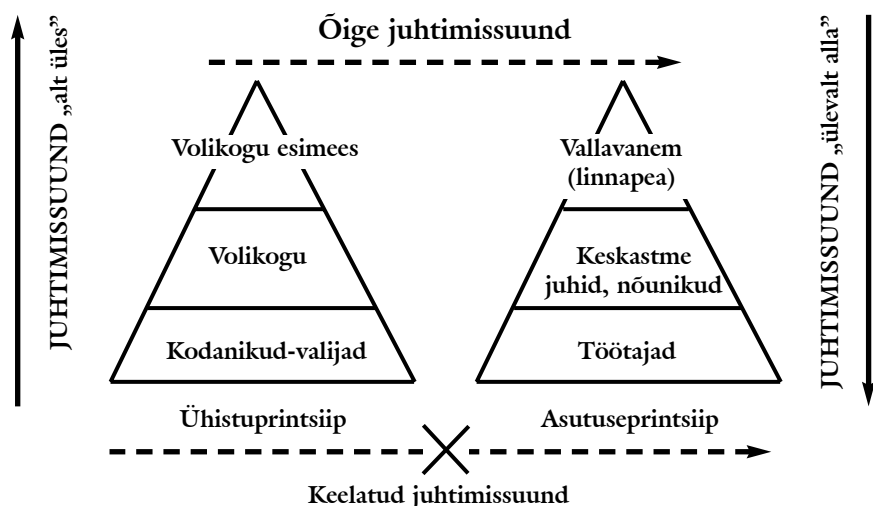 Õige juhtimissuund
JUHTIMISSUUND „alt üles”
Volikogu esimees
Volikogu
Kodanikud-valijad
Ühistuprintsiip
Vallavanem
(linnapea)
Keskastme
juhid, nõunikud
Töötajad
Asutuseprintsiip
JUHTIMISSUUND „ülevalt alla”
Keelatud juhtimissuund